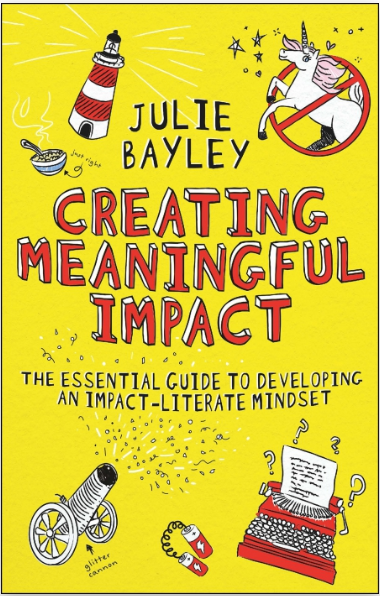 JULIE
BAYLEY
just right
CREATING
MEANINGFUL
IMPACT
THE ESSENTIAL GUIDE TO DEVELOPING
AN IMPACT-LITERATE MINDSET
? ? ? ?
glitter
cannon